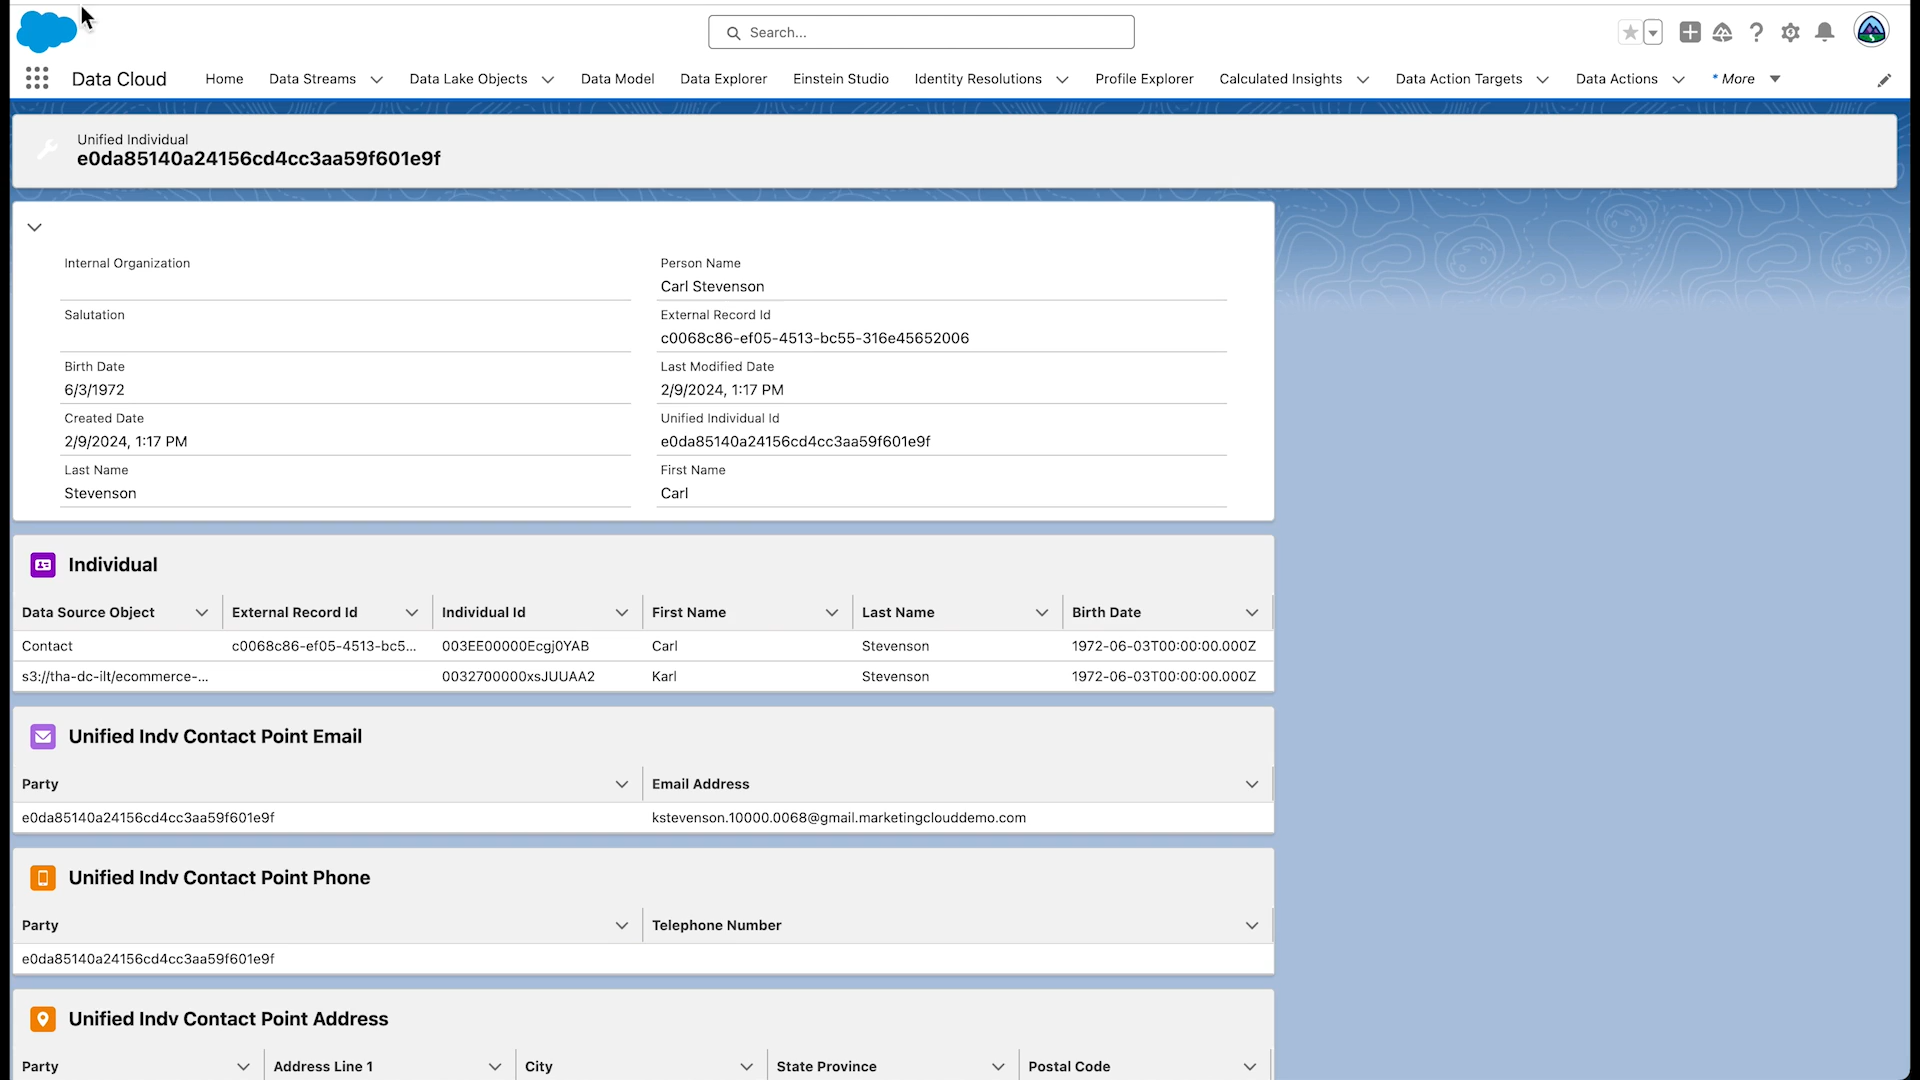 Search...
Data Cloud
Home
Data Streams
Data Lake Objects
Data Model
Data Explorer
Einstein Studio
Identity Resolutions
Profile Explorer
Calculated Insights
Data Action Targets
Data Actions
* More
Unified Individual
e0da85140a24156cd4cc3aa59f601e9f
Internal Organization
Person Name
Carl Stevenson
Salutation
External Record Id
c0068c86-ef05-4513-bc55-316e45652006
Birth Date
6/3/1972
Last Modified Date
2/9/2024, 1:17 PM
Created Date
2/9/2024, 1:17 PM
Unified Individual Id
e0da85140a24156cd4cc3aa59f601e9f
Last Name
Stevenson
First Name
Carl
Individual
Data Source Object External Record Id Individual Id First Name Last Name Birth Date
Contact c0068c86-ef05-4513-bc5... 003EE00000Ecgj0YAB Carl Stevenson 1972-06-03T00:00:00.000Z
s3://tha-dc-ilt/ecommerce-... 0032700000xsJUUAA2 Karl Stevenson 1972-06-03T00:00:00.000Z
Unified Indv Contact Point Email
Party Email Address
e0da85140a24156cd4cc3aa59f601e9f kstevenson.10000.0068@gmail.marketingclouddemo.com
Unified Indv Contact Point Phone
Party Telephone Number
e0da85140a24156cd4cc3aa59f601e9f
Unified Indv Contact Point Address
Party Address Line 1 City State Province Postal Code